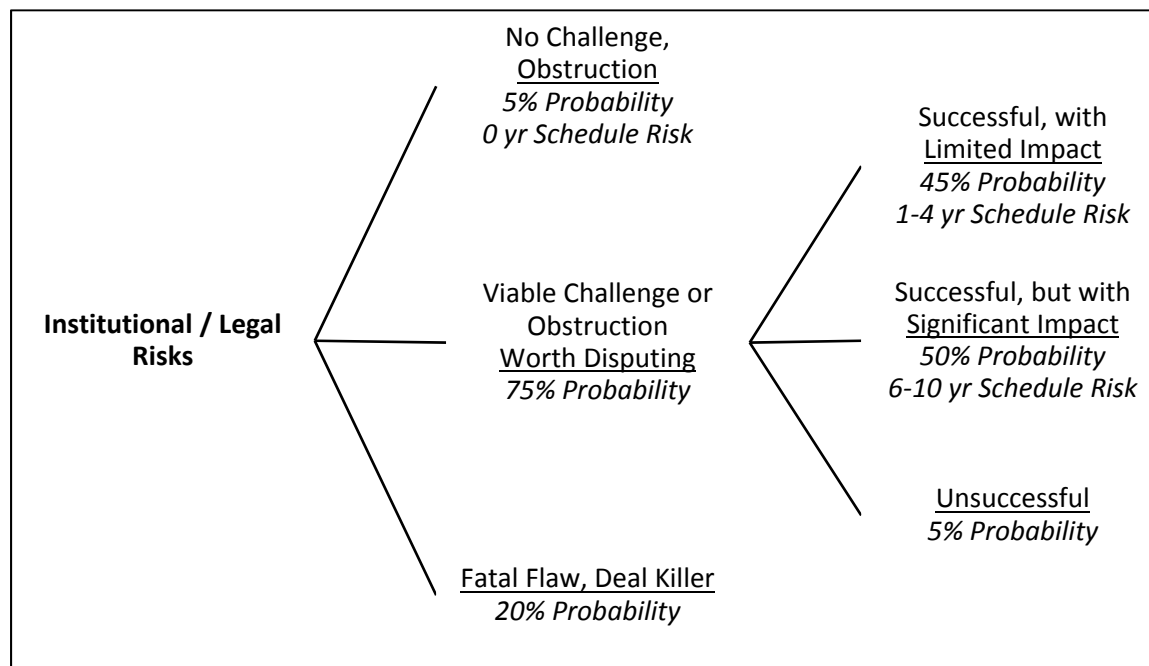 Institutional / Legal
Risks
No Challenge,
Obstruction
5% Probability
0 yr Schedule Risk
Viable Challenge or
Obstruction
Worth Disputing
75% Probability
Fatal Flaw, Deal Killer
20% Probability
Successful, with
Limited Impact
45% Probability
1-4 yr Schedule Risk
Successful, but with
Significant Impact
50% Probability
6-10 yr Schedule Risk
Unsuccessful
5% Probability